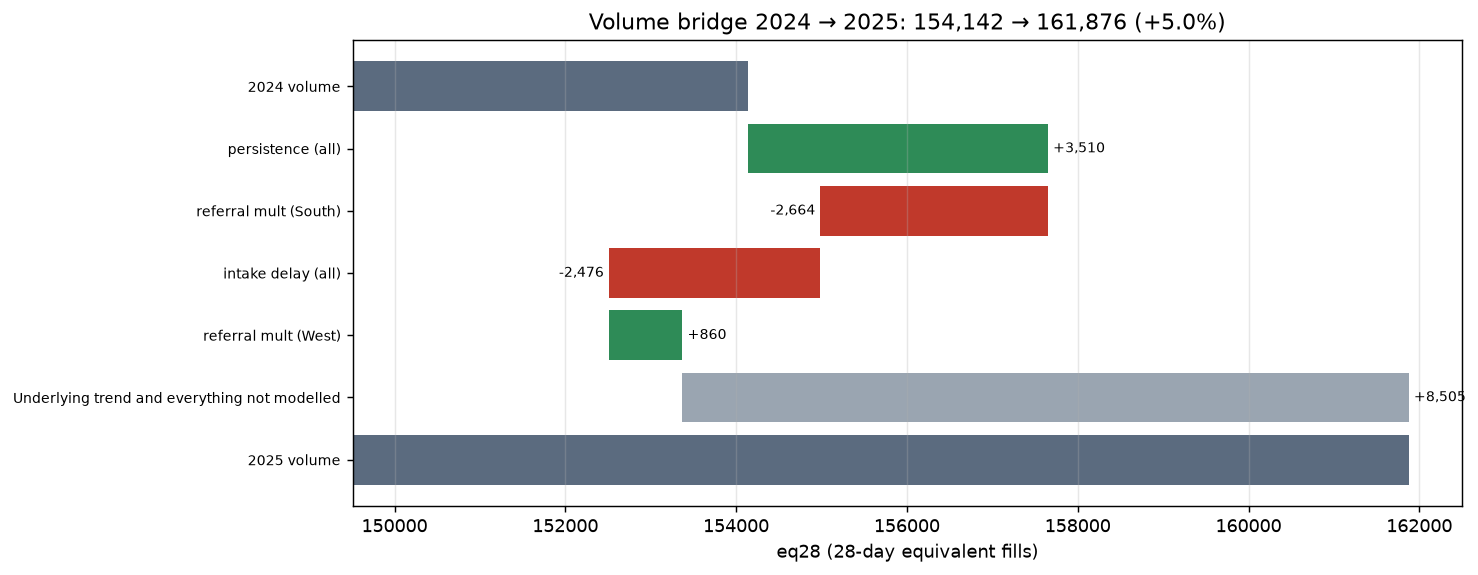 Volume bridge 2024 → 2025: 154,142 → 161,876 (+5.0%)
2024 volume
persistence (all)
+3,510
referral mult (South)
-2,664
intake delay (all)
-2,476
referral mult (West)
+860
Underlying trend and everything not modelled
+8,505
2025 volume
150000 152000 154000 156000 158000 160000 162000
eq28 (28-day equivalent fills)